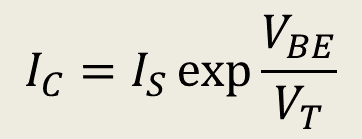 I_C = I_S exp V_BE / V_T